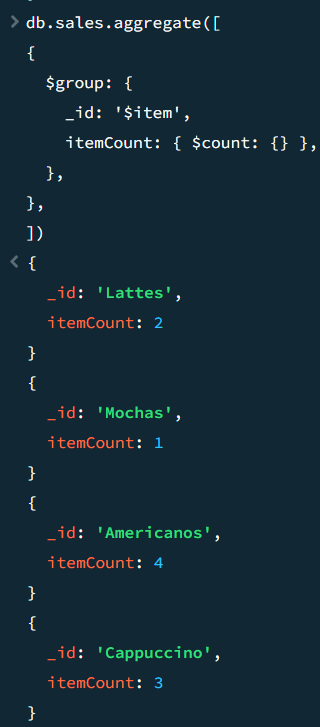 > db.sales.aggregate([
{
$group: {
_id: '$item',
itemCount: { $count: {} },
},
},
])
< {
_id: 'Lattes',
itemCount: 2
}
{
_id: 'Mochas',
itemCount: 1
}
{
_id: 'Americanos',
itemCount: 4
}
{
_id: 'Cappuccino',
itemCount: 3
}